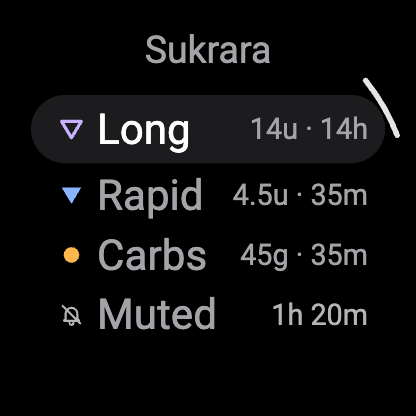 Sukrara
Long 14u · 14h
Rapid 4.5u · 35m
Carbs 45g · 35m
Muted 1h 20m